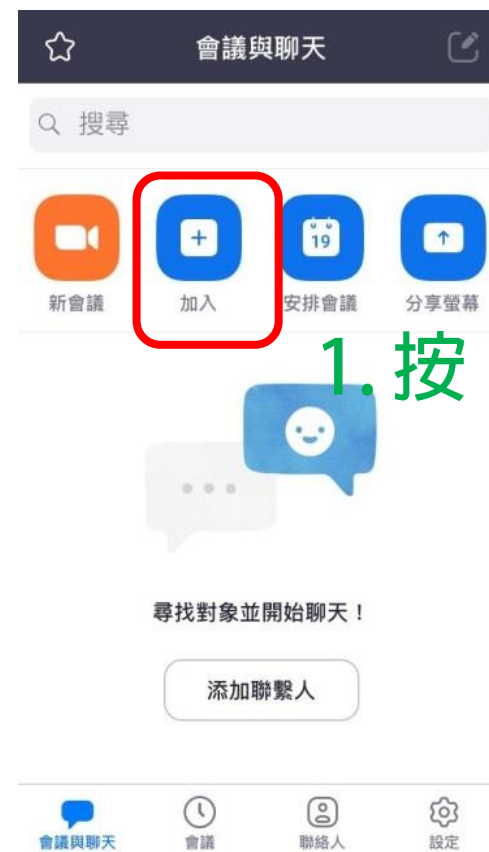 會議與聊天
搜尋
19
新會議 加入 安排會議 分享螢幕
1. 按
尋找對象並開始聊天！
添加聯繫人
會議與聊天 會議 聯絡人 設定